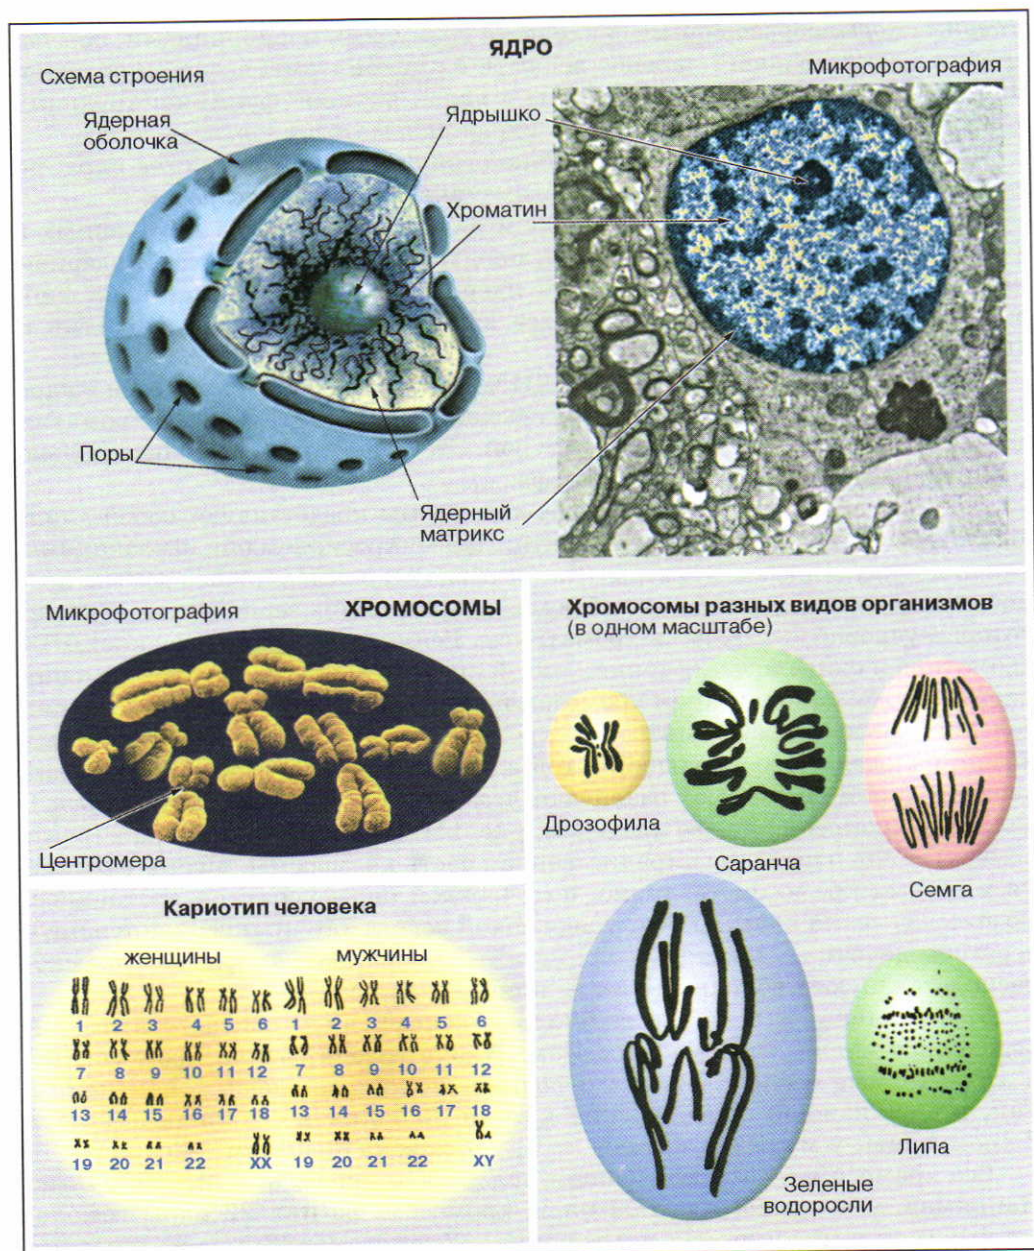 ЯДРО
Схема строения
Микрофотография
Ядерная
оболочка
Ядрышко
Хроматин
Поры
Ядерный
матрикс
Микрофотография
ХРОМОСОМЫ
Центромера
Хромосомы разных видов организмов
(в одном масштабе)
Дрозофила
Саранча
Семга
Зеленые
водоросли
Липа
Кариотип человека
женщины
мужчины
1 2 3 4 5 6 1 2 3 4 5 6
7 8 9 10 11 12 7 8 9 10 11 12
13 14 15 16 17 18 13 14 15 16 17 18
19 20 21 22 XX 19 20 21 22 XY